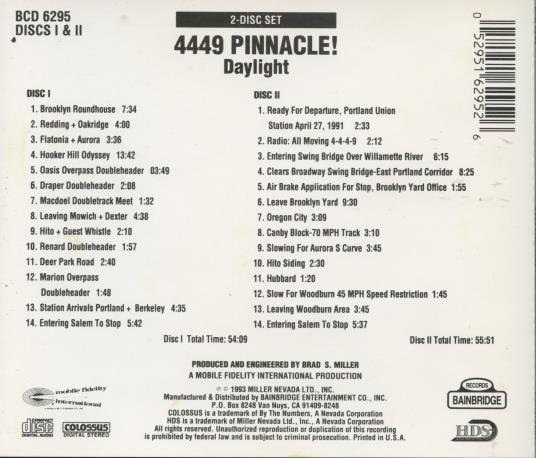 BCD 6295
DISCS I & II
2-DISC SET
4449 PINNACLE!
Daylight
0 52951 62952 6
DISC I
1. Brooklyn Roundhouse 7:34
2. Redding + Oakridge 4:00
3. Flatonia + Aurora 3:36
4. Hooker Hill Odyssey 13:42
5. Oasis Overpass Doubleheader 03:49
6. Draper Doubleheader 2:08
7. Macdoel Doubletrack Meet 1:32
8. Leaving Mowich + Dexter 4:38
9. Hito + Guest Whistle 2:10
10. Renard Doubleheader 1:57
11. Deer Park Road 2:40
12. Marion Overpass
Doubleheader 1:48
13. Station Arrivals Portland + Berkeley 4:35
14. Entering Salem To Stop 5:42
Disc I Total Time: 54:09
DISC II
1. Ready For Departure, Portland Union
Station April 27, 1991 2:33
2. Radio: All Moving 4-4-4-9 2:12
3. Entering Swing Bridge Over Willamette River 6:15
4. Clears Broadway Swing Bridge-East Portland Corridor 8:25
5. Air Brake Application For Stop, Brooklyn Yard Office 1:55
6. Leave Brooklyn Yard 9:30
7. Oregon City 3:09
8. Canby Block-70 MPH Track 3:10
9. Slowing For Aurora S Curve 3:45
10. Hito Siding 2:30
11. Hubbard 1:20
12. Slow For Woodburn 45 MPH Speed Restriction 1:45
13. Leaving Woodburn Area 3:45
14. Entering Salem To Stop 5:37
Disc II Total Time: 55:51
PRODUCED AND ENGINEERED BY BRAD S. MILLER
A MOBILE FIDELITY INTERNATIONAL PRODUCTION
℗ © 1993 MILLER NEVADA LTD., INC.
Manufactured & Distributed by BAINBRIDGE ENTERTAINMENT CO., INC.
P.O. Box 8248 Van Nuys, CA 91409-8248
COLOSSUS is a trademark of By The Numbers, A Nevada Corporation
HDS is a trademark of Miller Nevada Ltd., Inc., A Nevada Corporation
All rights reserved. Unauthorized reproduction or duplication of this recording
is prohibited by federal law and is subject to criminal prosecution. Printed in U.S.A.
mobile fidelity
international
COMPACT
disc
DIGITAL AUDIO
COLOSSUS
DIGITAL STEREO
RECORDS
BAINBRIDGE
HDS